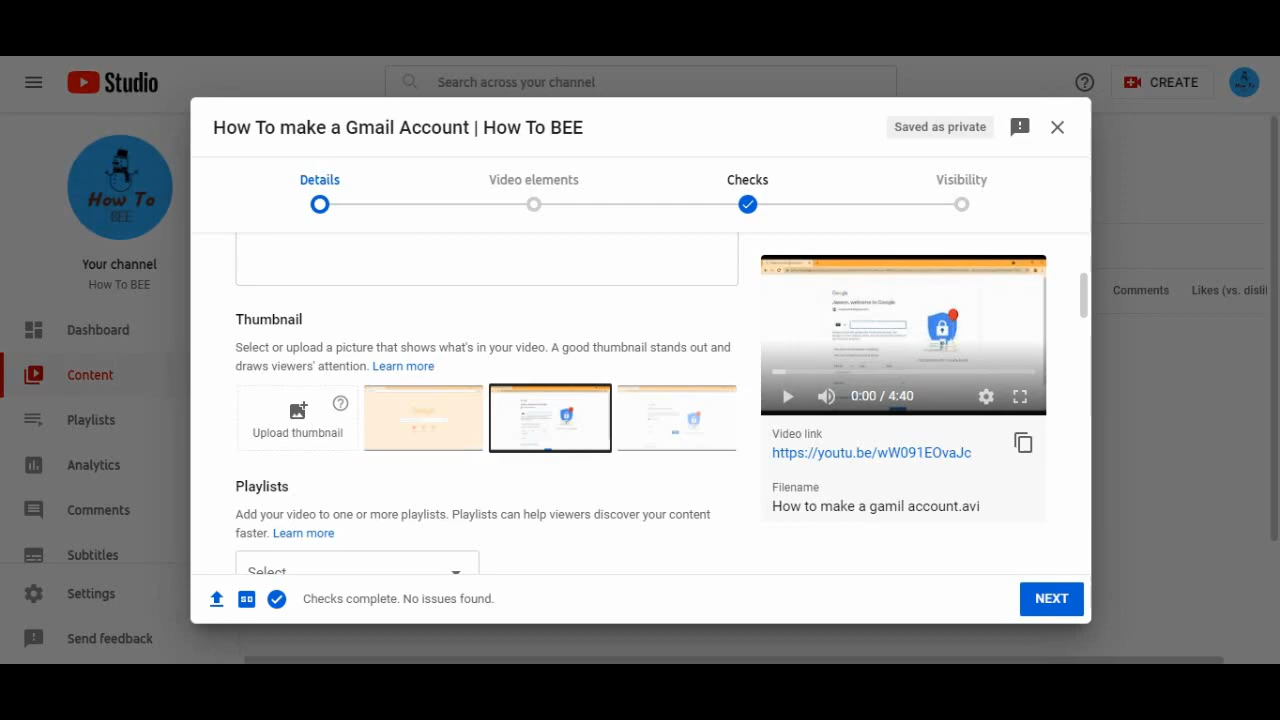 Studio
Search across your channel
CREATE
How To make a Gmail Account | How To BEE
Saved as private
Details
Video elements
Checks
Visibility
How To
BEE
Your channel
How To BEE
Dashboard
Content
Playlists
Analytics
Comments
Subtitles
Settings
Send feedback
Thumbnail
Select or upload a picture that shows what's in your video. A good thumbnail stands out and
draws viewers' attention. Learn more
Upload thumbnail
Playlists
Add your video to one or more playlists. Playlists can help viewers discover your content
faster. Learn more
Select
Google
0:00 / 4:40
Video link
https://youtu.be/wW091EOvaJc
Filename
How to make a gamil account.avi
Comments
Likes (vs. disli
SD
Checks complete. No issues found.
NEXT